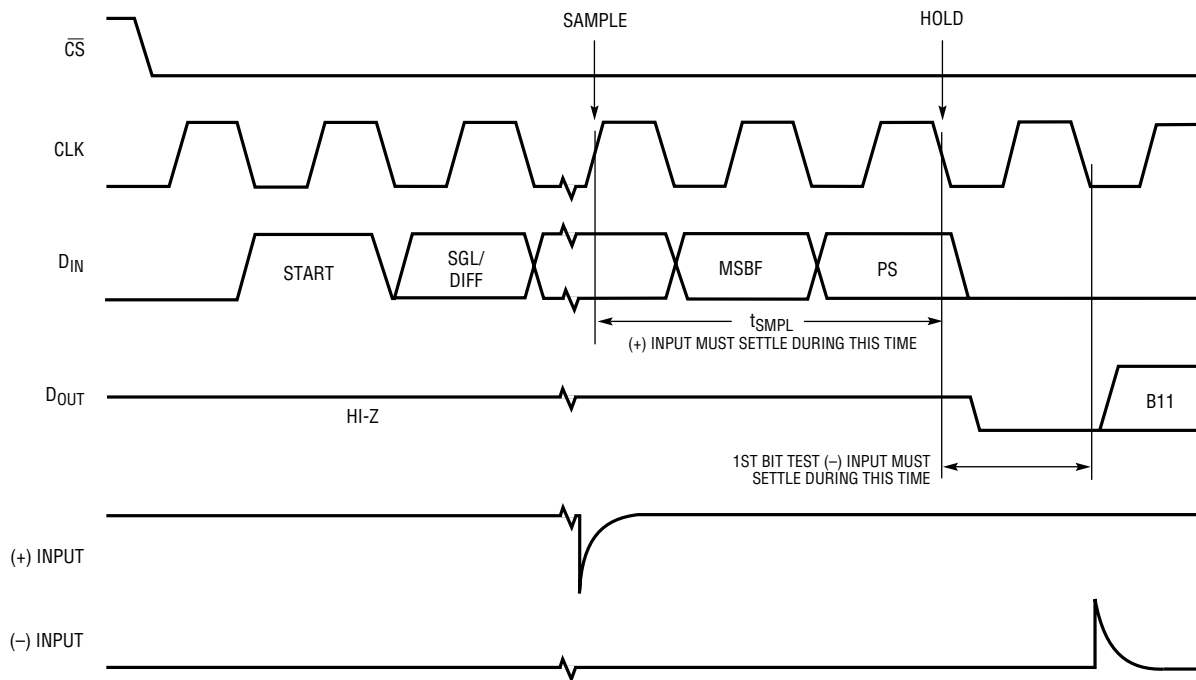 SAMPLE
HOLD
C̅S̅
CLK
DIN
START
SGL/
DIFF
MSBF
PS
tSMPL
(+) INPUT MUST SETTLE DURING THIS TIME
DOUT
HI-Z
B11
1ST BIT TEST (–) INPUT MUST
SETTLE DURING THIS TIME
(+) INPUT
(–) INPUT